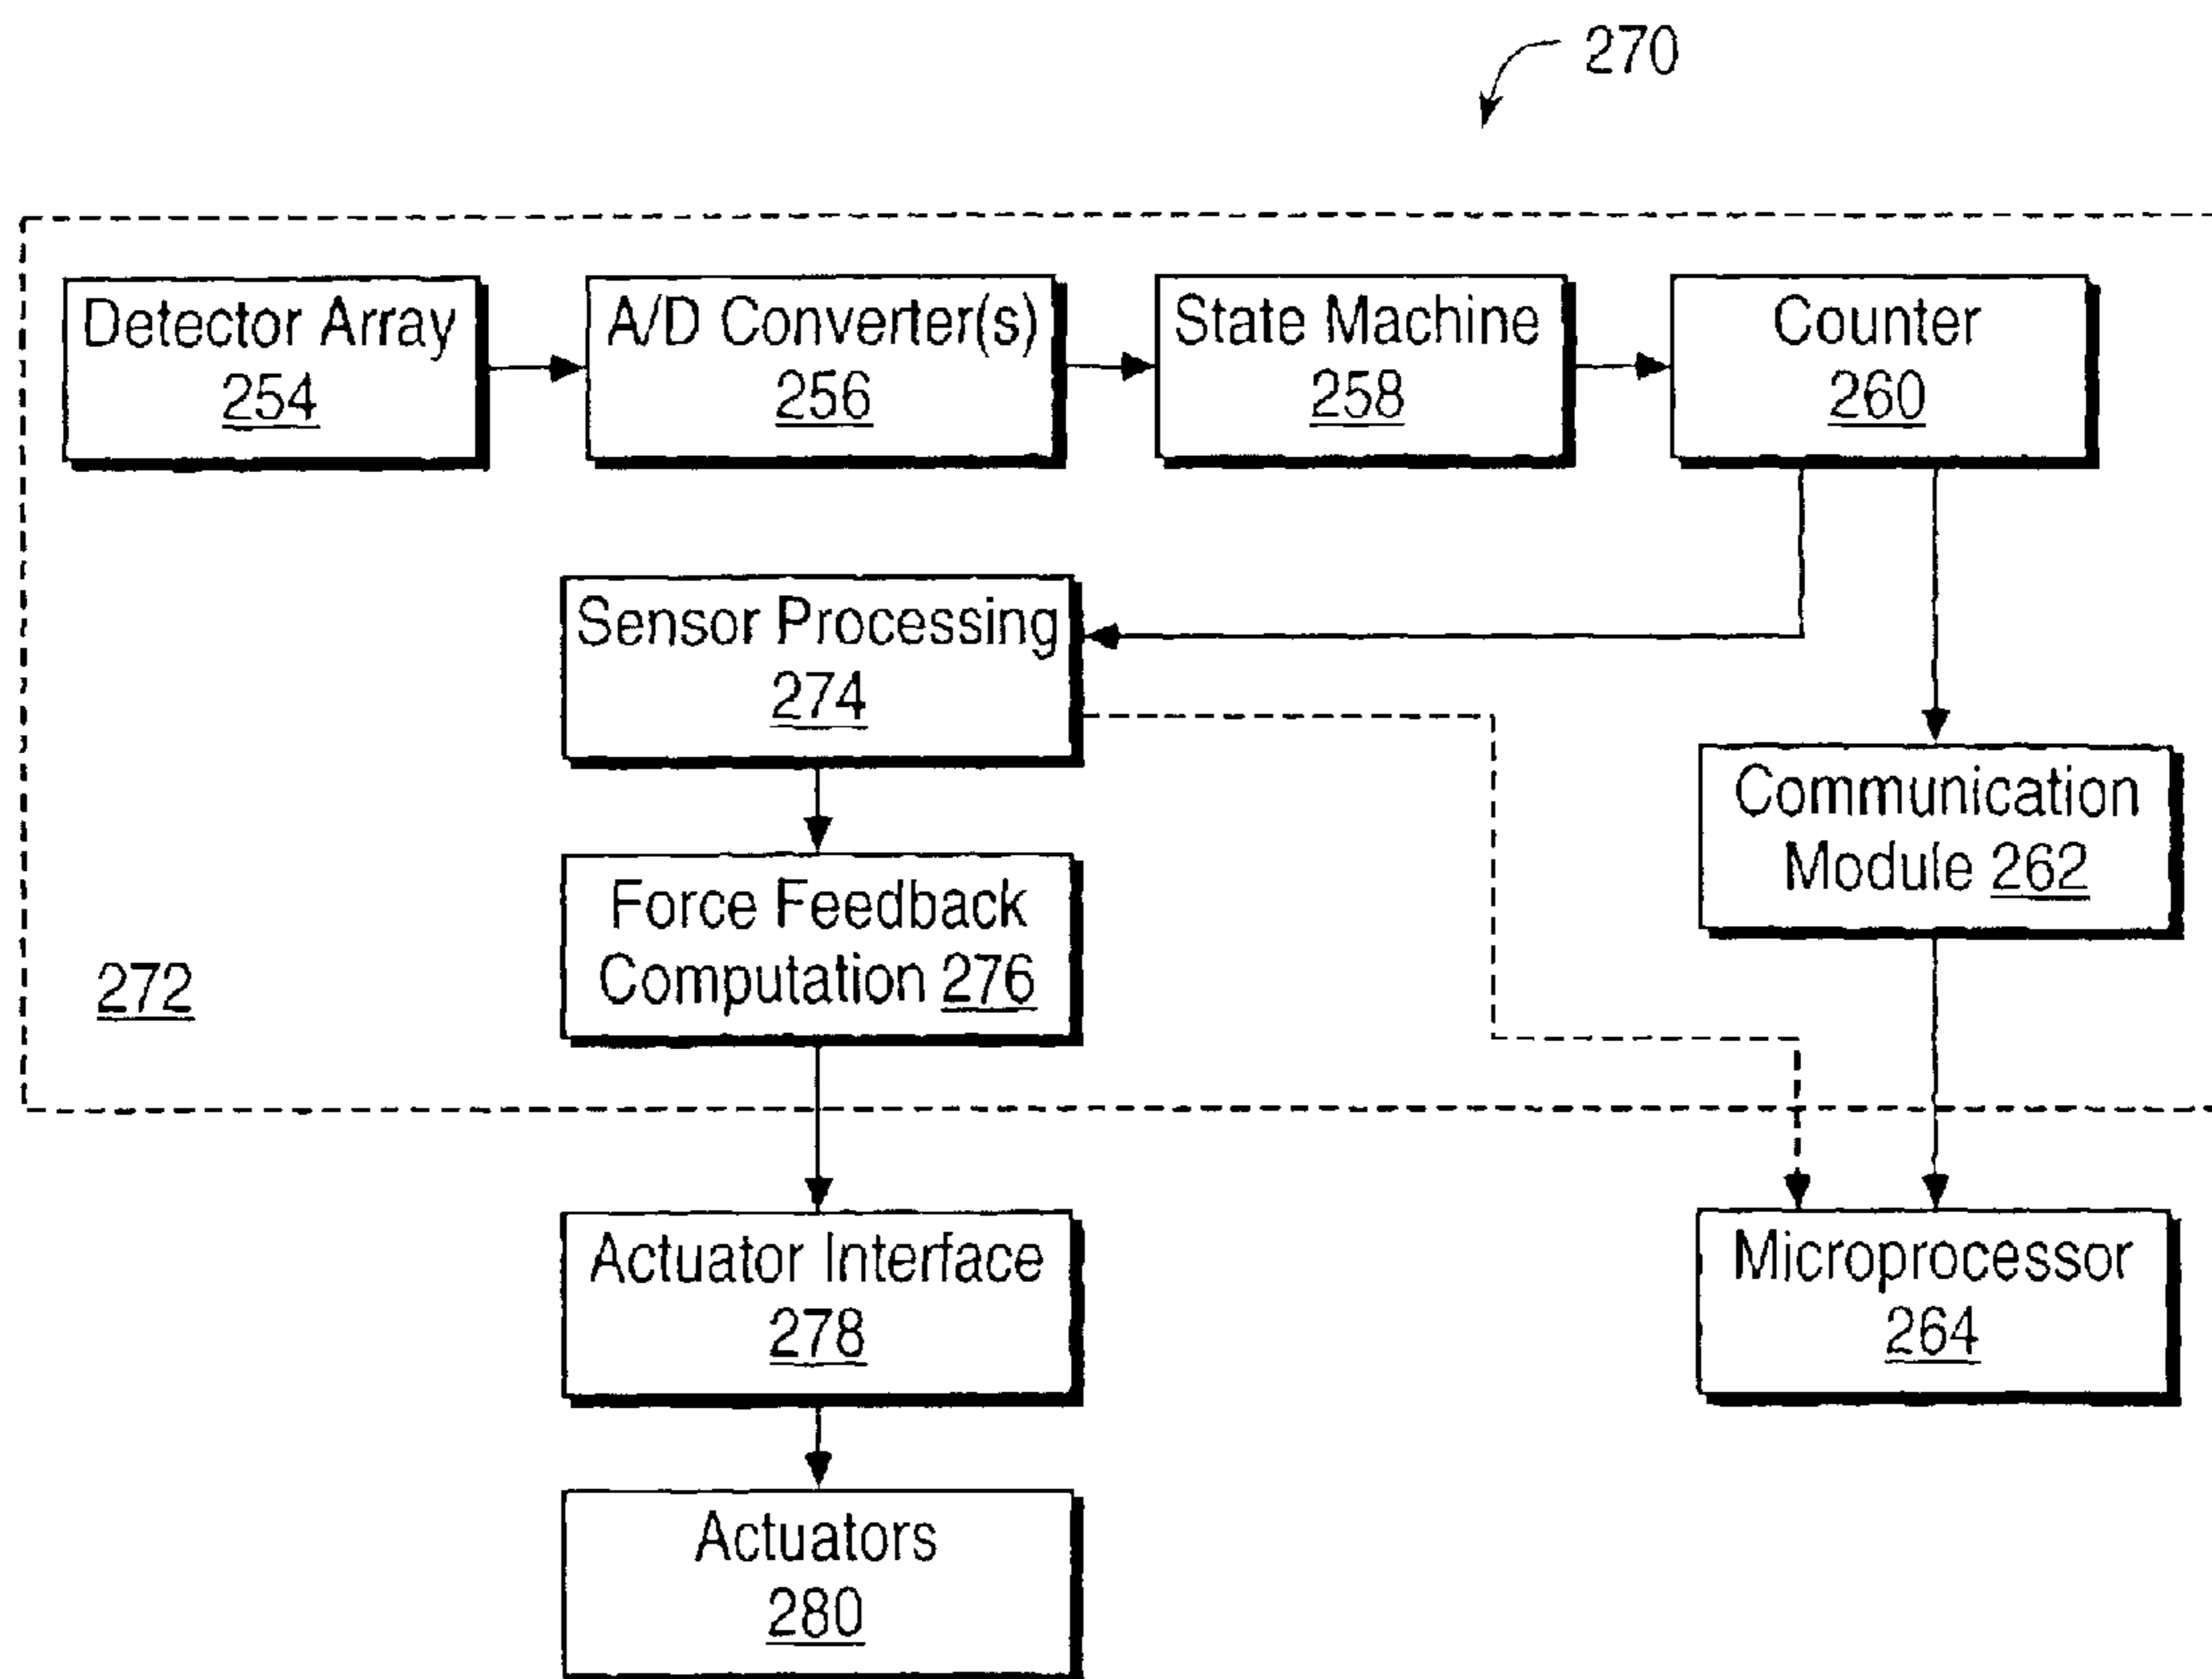 270
Detector Array
254
A/D Converter(s)
256
State Machine
258
Counter
260
Sensor Processing
274
Communication
Module 262
Force Feedback
Computation 276
272
Actuator Interface
278
Microprocessor
264
Actuators
280